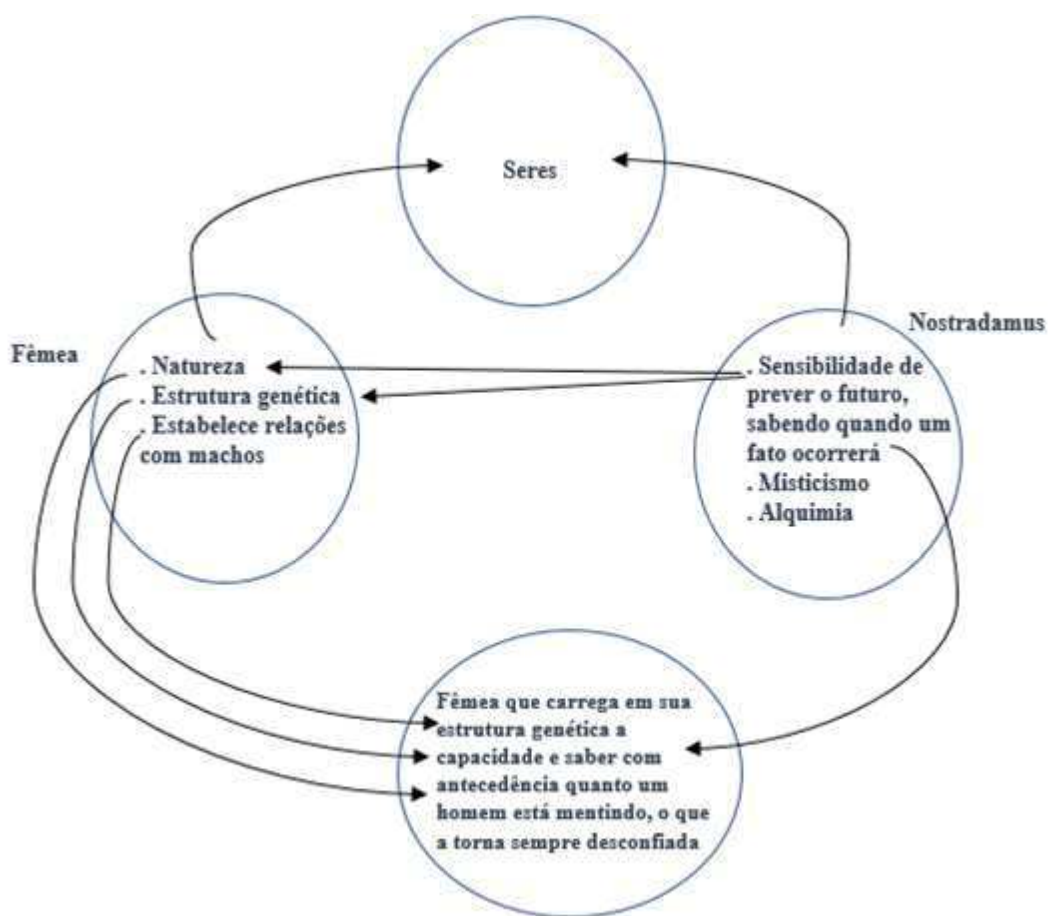 Seres
Fêmea
. Natureza
. Estrutura genética
. Estabelece relações
com machos
Nostradamus
. Sensibilidade de
prever o futuro,
sabendo quando um
fato ocorrerá
. Misticismo
. Alquimia
Fêmea que carrega em sua
estrutura genética a
capacidade e saber com
antecedência quanto um
homem está mentindo, o que
a torna sempre desconfiada